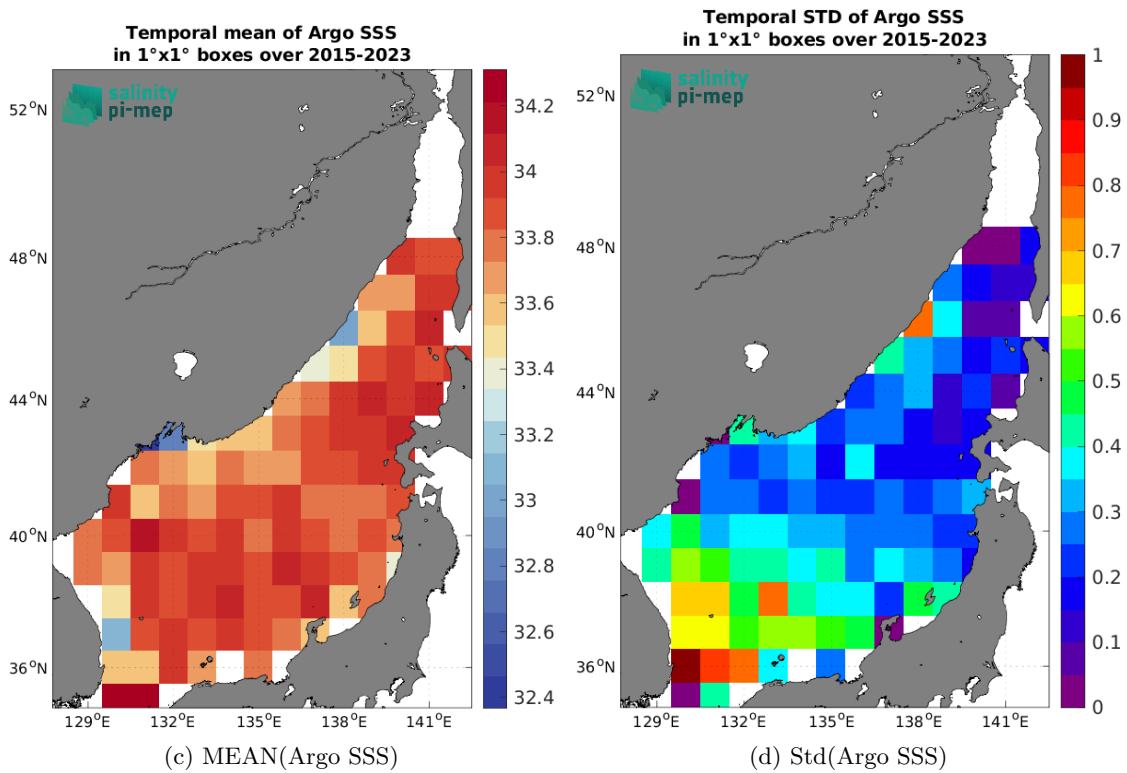 Temporal mean of Argo SSS
in 1°x1° boxes over 2015-2023
salinity
pi-mep
52°N
48°N
44°N
40°N
36°N
129°E
132°E
135°E
138°E
141°E
34.2
34
33.8
33.6
33.4
33.2
33
32.8
32.6
32.4
(c) MEAN(Argo SSS)
Temporal STD of Argo SSS
in 1°x1° boxes over 2015-2023
salinity
pi-mep
52°N
48°N
44°N
40°N
36°N
129°E
132°E
135°E
138°E
141°E
1
0.9
0.8
0.7
0.6
0.5
0.4
0.3
0.2
0.1
0
(d) Std(Argo SSS)